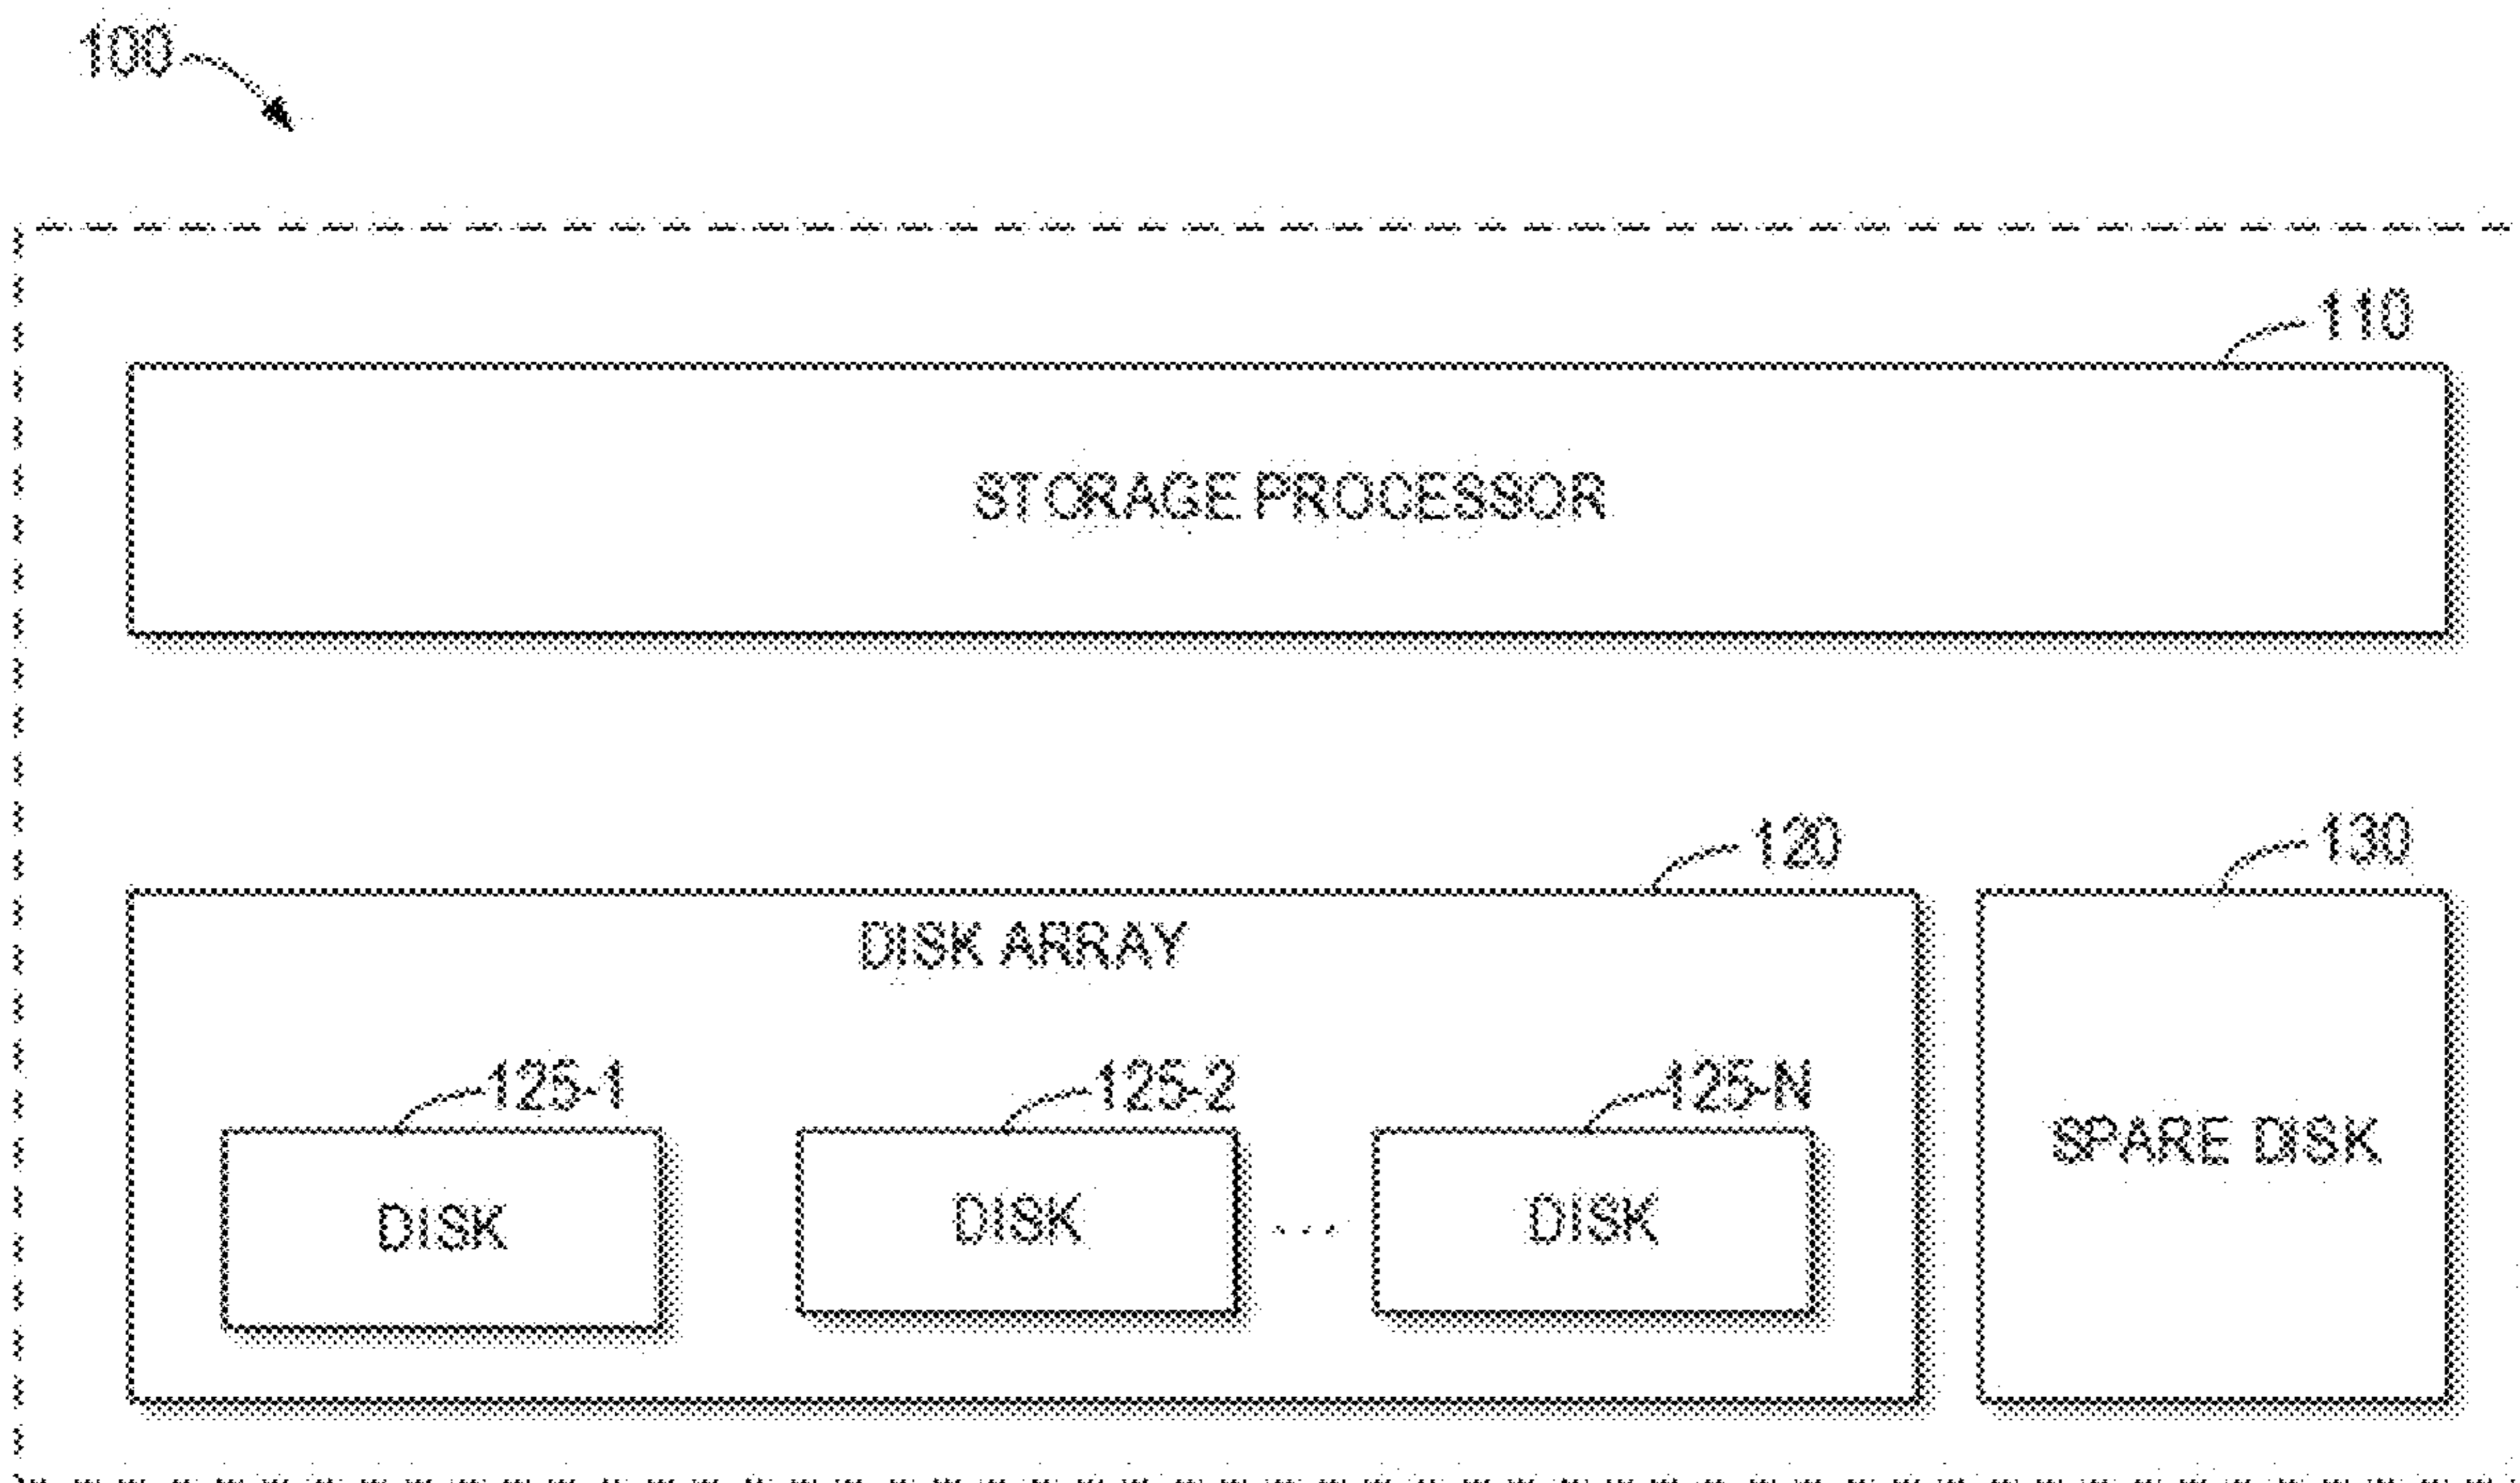 100
110
STORAGE PROCESSOR
120
130
DISK ARRAY
125-1
125-2
125-N
SPARE DISK
DISK
DISK
...
DISK